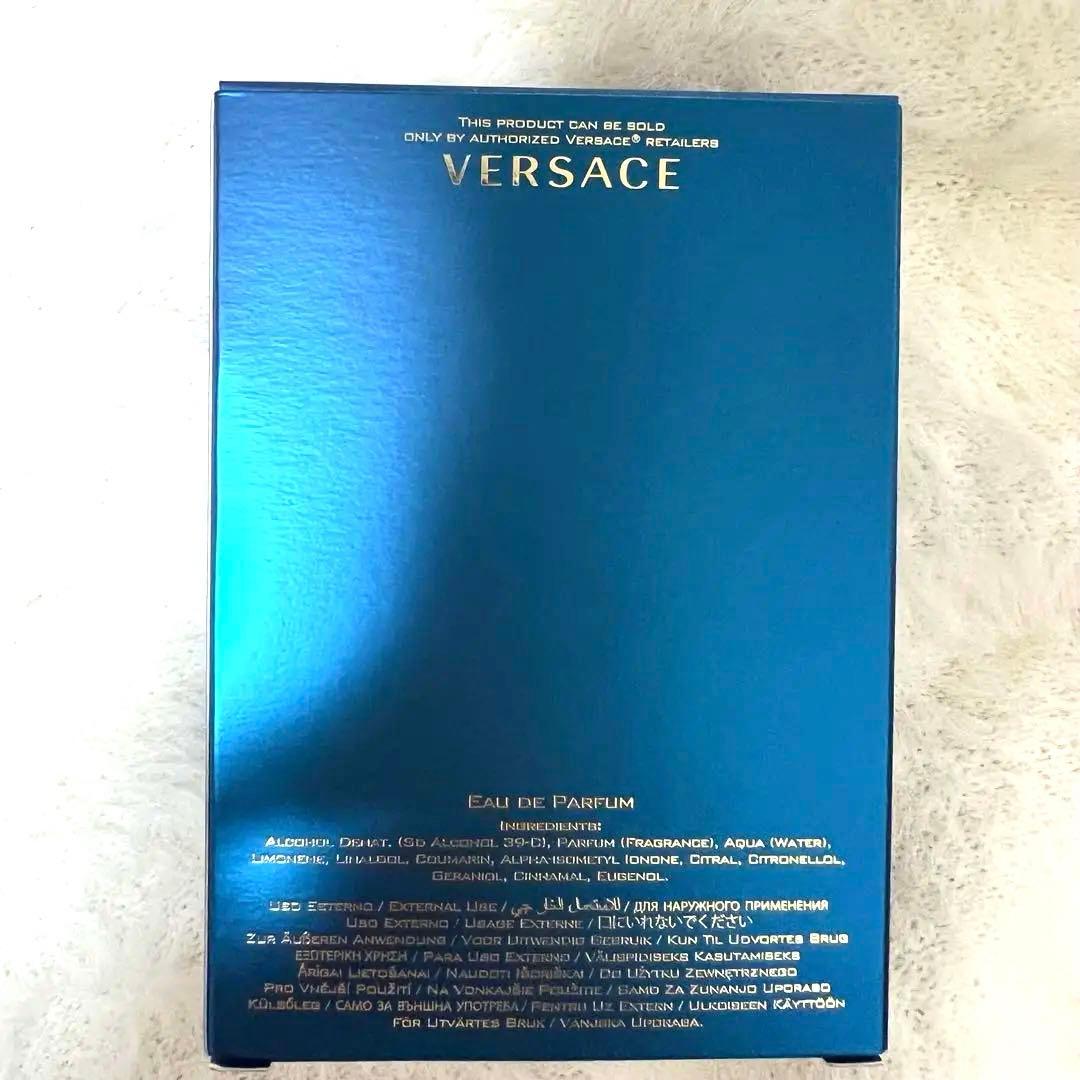 THIS PRODUCT CAN BE SOLD
ONLY BY AUTHORIZED VERSACE® RETAILERS
VERSACE
EAU DE PARFUM
INGREDIENTS:
ALCOHOL DENAT. (SD ALCOHOL 39-C), PARFUM (FRAGRANCE), AQUA (WATER),
LIMONENE, LINALOOL, COUMARIN, ALPHA-ISOMETYL IONONE, CITRAL, CITRONELLOL,
GERANIOL, CINNAMAL, EUGENOL.
USO ESTERNO / EXTERNAL USE / للاستعمال الخارجي / ДЛЯ НАРУЖНОГО ПРИМЕНЕНИЯ
USO EXTERNO / USAGE EXTERNE / 口にいれないでください
ZUR ÄUßEREN ANWENDUNG / VOOR UITWENDIG GEBRUIK / KUN TIL UDVORTES BRUG
ΕΞΩΤΕΡΙΚΗ ΧΡΗΣΗ / PARA USO EXTERNO / VÄLISPIDISEKS KASUTAMISEKS
ĀRĪGAI LIETOŠANAI / NAUDOTI IŠORIŠKAI / DO UŻYTKU ZEWNĘTRZNEGO
PRO VNĚJŠÍ POUŽITÍ / NA VONKAJŠIE POUŽITIE / SAMO ZA ZUNANJO UPORABO
KÜLSŐLEG / САМО ЗА ВЪНШНА УПОТРЕБА / PENTRU UZ EXTERN / ULKOISEEN KÄYTTÖÖN
FÖR UTVÄRTES BRUK / VANJSKA UPORABA.